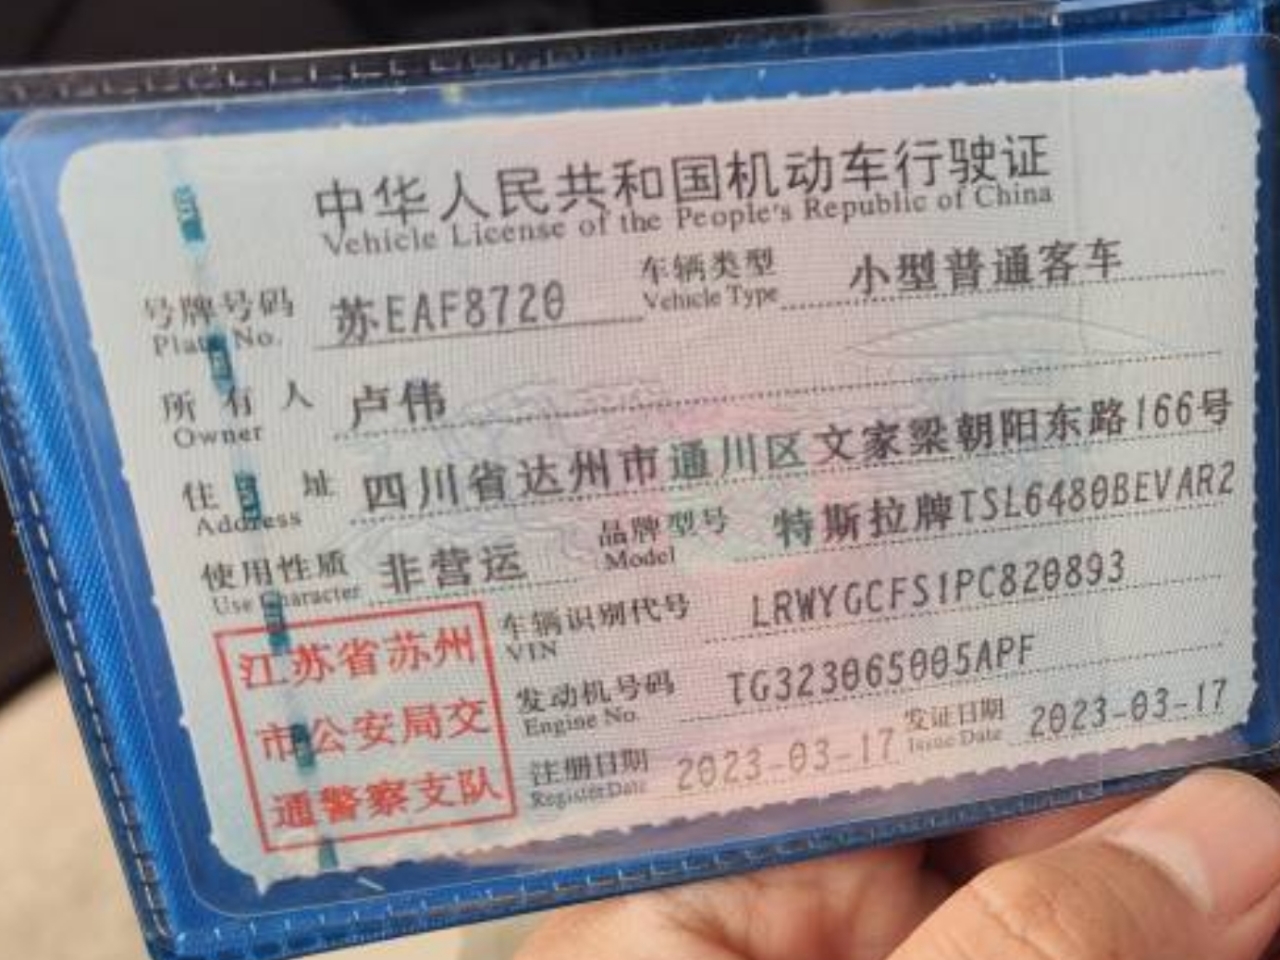 中华人民共和国机动车行驶证
Vehicle License of the People's Republic of China
号牌号码 苏EAF8720 车辆类型 小型普通客车
Plate No. Vehicle Type
所有人 卢伟
Owner
住址 四川省达州市通川区文家梁朝阳东路166号
Address
使用性质 非营运 品牌型号 特斯拉牌TSL6480BEVAR2
Use Character Model
车辆识别代号 LRWYGCFS1PC820893
VIN
发动机号码 TG323065005APF
Engine No.
注册日期 2023-03-17 发证日期 2023-03-17
Register Date Issue Date
江苏省苏州
市公安局交
通警察支队